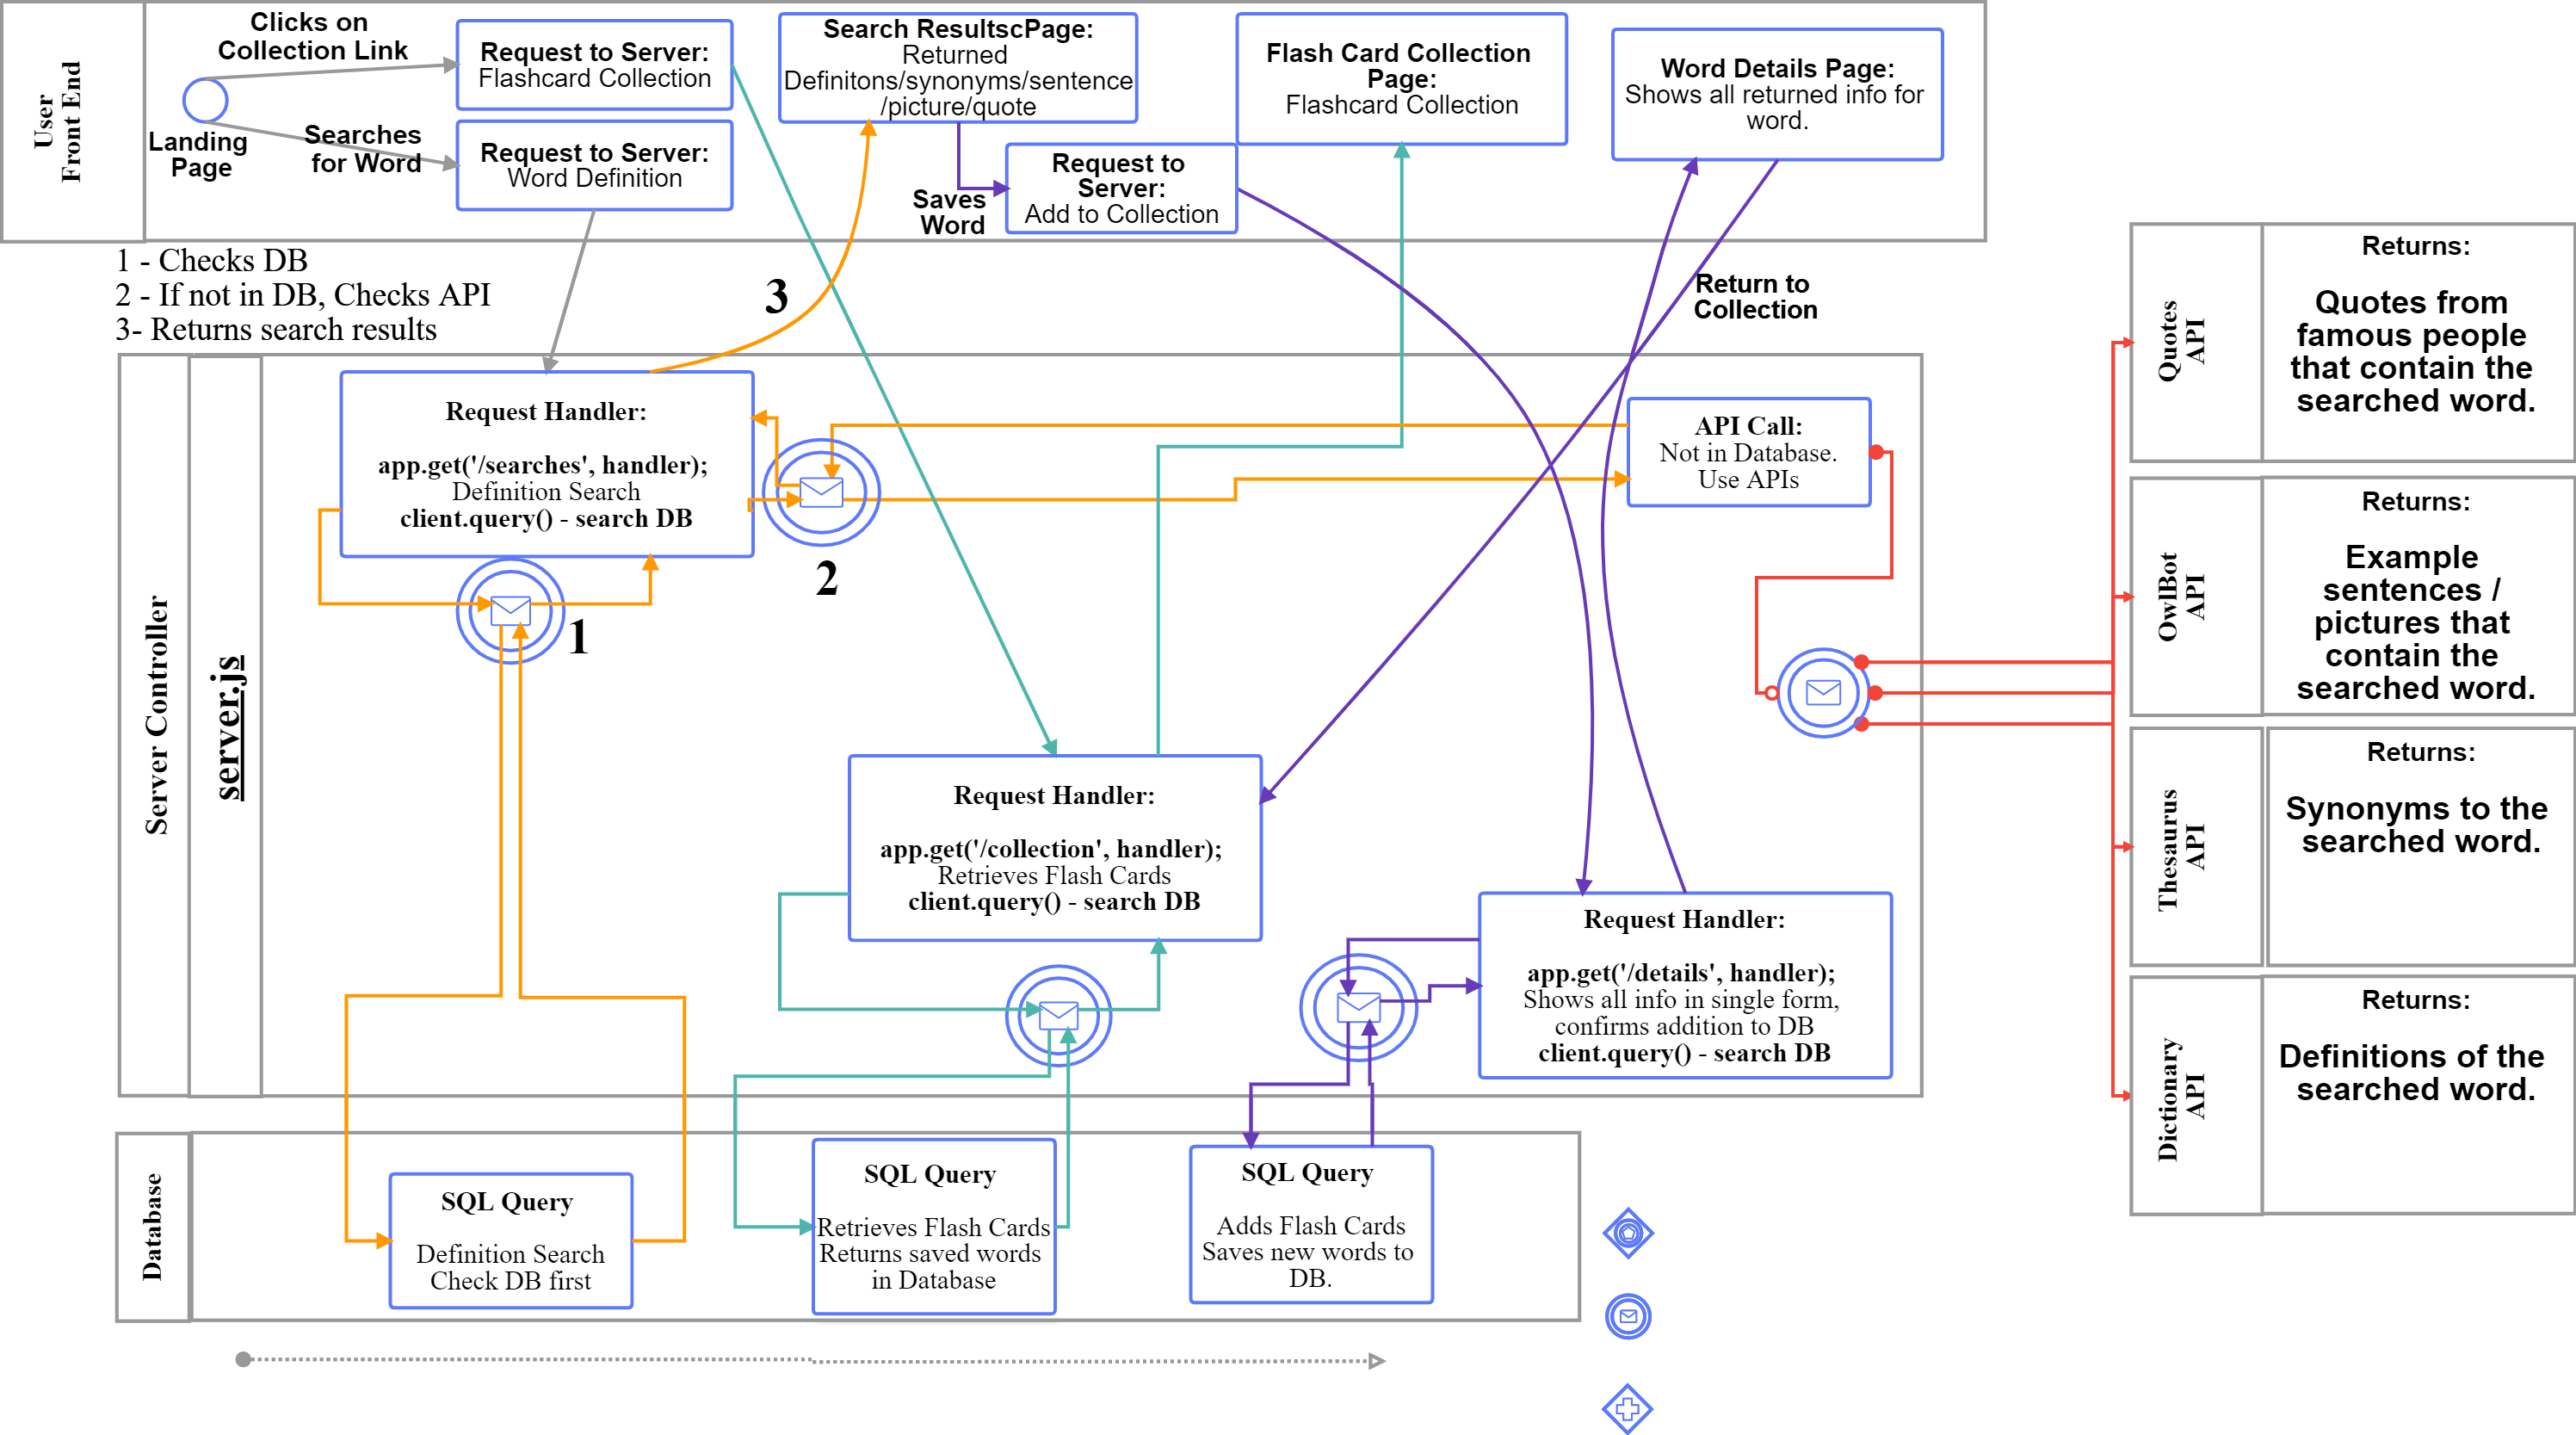 User
Front End
Clicks on
Collection Link
Landing
Page
Searches
for Word
Request to Server:
Flashcard Collection
Request to Server:
Word Definition
Search ResultscPage:
Returned
Definitons/synonyms/sentence
/picture/quote
Saves
Word
Request to
Server:
Add to Collection
Flash Card Collection
Page:
Flashcard Collection
Word Details Page:
Shows all returned info for
word.
1 - Checks DB
2 - If not in DB, Checks API
3- Returns search results
3
Return to
Collection
Server Controller
server.js
Request Handler:
app.get('/searches', handler);
Definition Search
client.query() - search DB
1
2
API Call:
Not in Database.
Use APIs
Request Handler:
app.get('/collection', handler);
Retrieves Flash Cards
client.query() - search DB
Request Handler:
app.get('/details', handler);
Shows all info in single form,
confirms addition to DB
client.query() - search DB
Database
SQL Query
Definition Search
Check DB first
SQL Query
Retrieves Flash Cards
Returns saved words
in Database
SQL Query
Adds Flash Cards
Saves new words to
DB.
Quotes
API
Returns:
Quotes from
famous people
that contain the
searched word.
OwlBot
API
Returns:
Example
sentences /
pictures that
contain the
searched word.
Thesaurus
API
Returns:
Synonyms to the
searched word.
Dictionary
API
Returns:
Definitions of the
searched word.